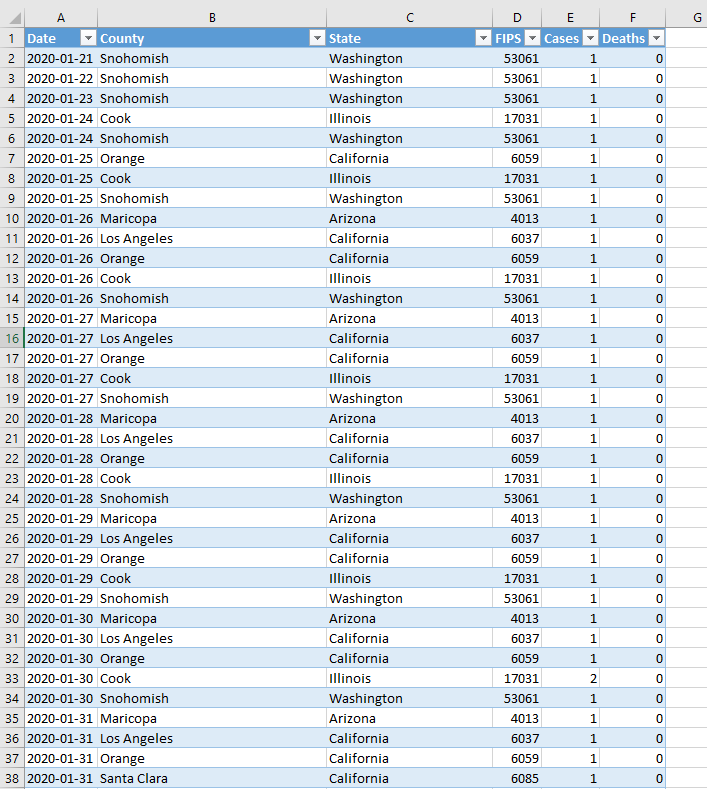 A B C D E F G
1 Date County State FIPS Cases Deaths
2 2020-01-21 Snohomish Washington 53061 1 0
3 2020-01-22 Snohomish Washington 53061 1 0
4 2020-01-23 Snohomish Washington 53061 1 0
5 2020-01-24 Cook Illinois 17031 1 0
6 2020-01-24 Snohomish Washington 53061 1 0
7 2020-01-25 Orange California 6059 1 0
8 2020-01-25 Cook Illinois 17031 1 0
9 2020-01-25 Snohomish Washington 53061 1 0
10 2020-01-26 Maricopa Arizona 4013 1 0
11 2020-01-26 Los Angeles California 6037 1 0
12 2020-01-26 Orange California 6059 1 0
13 2020-01-26 Cook Illinois 17031 1 0
14 2020-01-26 Snohomish Washington 53061 1 0
15 2020-01-27 Maricopa Arizona 4013 1 0
16 2020-01-27 Los Angeles California 6037 1 0
17 2020-01-27 Orange California 6059 1 0
18 2020-01-27 Cook Illinois 17031 1 0
19 2020-01-27 Snohomish Washington 53061 1 0
20 2020-01-28 Maricopa Arizona 4013 1 0
21 2020-01-28 Los Angeles California 6037 1 0
22 2020-01-28 Orange California 6059 1 0
23 2020-01-28 Cook Illinois 17031 1 0
24 2020-01-28 Snohomish Washington 53061 1 0
25 2020-01-29 Maricopa Arizona 4013 1 0
26 2020-01-29 Los Angeles California 6037 1 0
27 2020-01-29 Orange California 6059 1 0
28 2020-01-29 Cook Illinois 17031 1 0
29 2020-01-29 Snohomish Washington 53061 1 0
30 2020-01-30 Maricopa Arizona 4013 1 0
31 2020-01-30 Los Angeles California 6037 1 0
32 2020-01-30 Orange California 6059 1 0
33 2020-01-30 Cook Illinois 17031 2 0
34 2020-01-30 Snohomish Washington 53061 1 0
35 2020-01-31 Maricopa Arizona 4013 1 0
36 2020-01-31 Los Angeles California 6037 1 0
37 2020-01-31 Orange California 6059 1 0
38 2020-01-31 Santa Clara California 6085 1 0